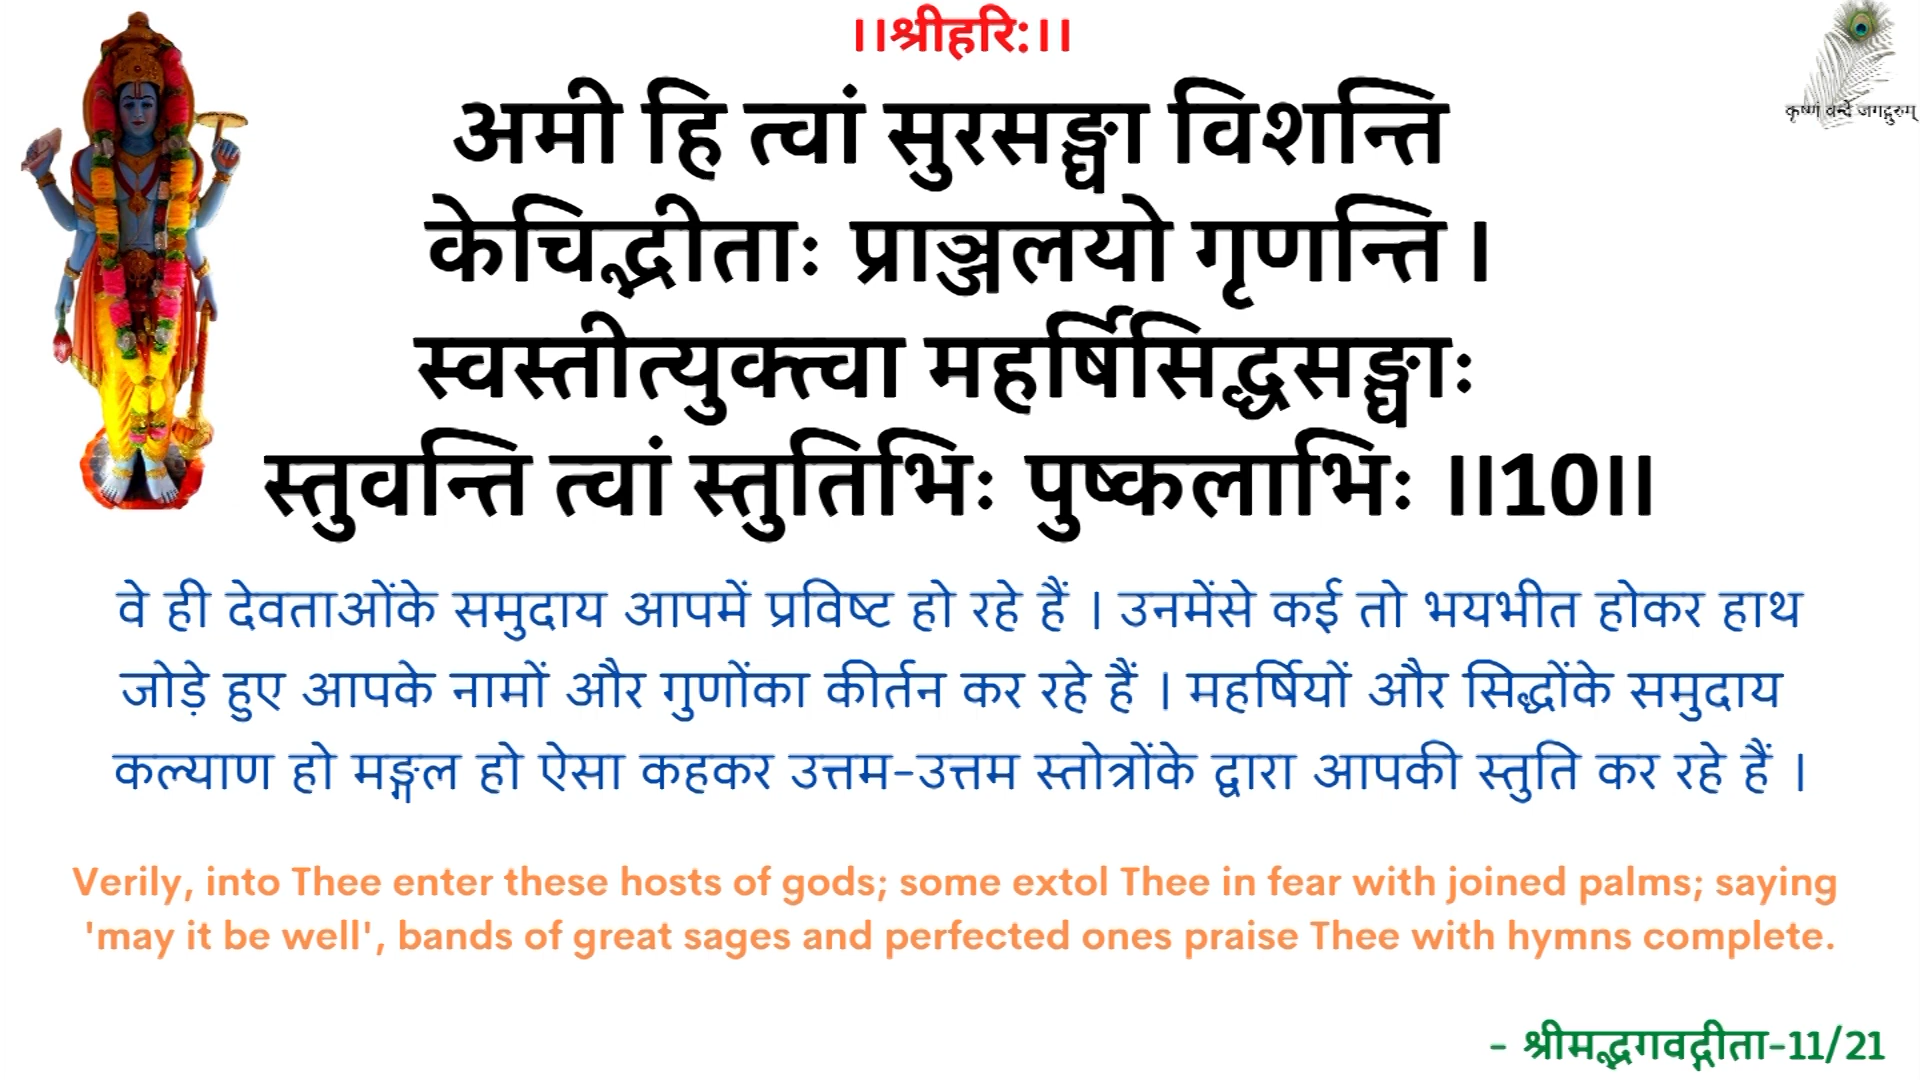 ।।श्रीहरि:।।
कृष्णं वन्दे जगद्गुरुम्
अमी हि त्वां सुरसङ्घा विशन्ति
केचिद्भीताः प्राञ्जलयो गृणन्ति ।
स्वस्तीत्युक्त्वा महर्षिसिद्धसङ्घाः
स्तुवन्ति त्वां स्तुतिभिः पुष्कलाभिः ।।10।।
वे ही देवताओंके समुदाय आपमें प्रविष्ट हो रहे हैं । उनमेंसे कई तो भयभीत होकर हाथ
जोड़े हुए आपके नामों और गुणोंका कीर्तन कर रहे हैं । महर्षियों और सिद्धोंके समुदाय
कल्याण हो मङ्गल हो ऐसा कहकर उत्तम-उत्तम स्तोत्रोंके द्वारा आपकी स्तुति कर रहे हैं ।
Verily, into Thee enter these hosts of gods; some extol Thee in fear with joined palms; saying
'may it be well', bands of great sages and perfected ones praise Thee with hymns complete.
- श्रीमद्भगवद्गीता-11/21